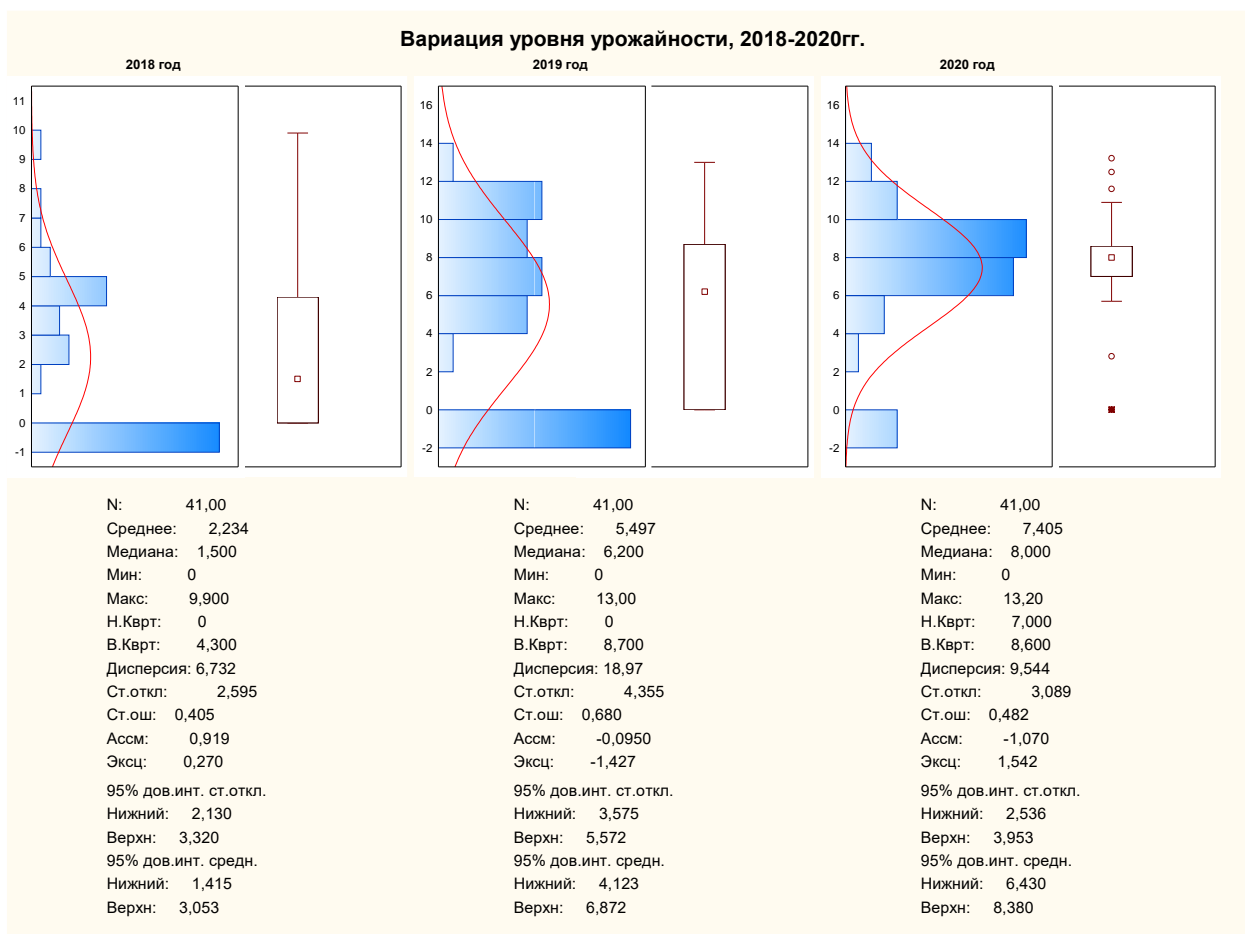 Вариация уровня урожайности, 2018-2020гг.
2018 год
11
10
9
8
7
6
5
4
3
2
1
0
-1
N: 41,00
Среднее: 2,234
Медиана: 1,500
Мин: 0
Макс: 9,900
Н.Кврт: 0
В.Кврт: 4,300
Дисперсия: 6,732
Ст.откл: 2,595
Ст.ош: 0,405
Ассм: 0,919
Эксц: 0,270
95% дов.инт. ст.откл.
Нижний: 2,130
Верхн: 3,320
95% дов.инт. средн.
Нижний: 1,415
Верхн: 3,053
2019 год
16
14
12
10
8
6
4
2
0
-2
N: 41,00
Среднее: 5,497
Медиана: 6,200
Мин: 0
Макс: 13,00
Н.Кврт: 0
В.Кврт: 8,700
Дисперсия: 18,97
Ст.откл: 4,355
Ст.ош: 0,680
Ассм: -0,0950
Эксц: -1,427
95% дов.инт. ст.откл.
Нижний: 3,575
Верхн: 5,572
95% дов.инт. средн.
Нижний: 4,123
Верхн: 6,872
2020 год
16
14
12
10
8
6
4
2
0
-2
N: 41,00
Среднее: 7,405
Медиана: 8,000
Мин: 0
Макс: 13,20
Н.Кврт: 7,000
В.Кврт: 8,600
Дисперсия: 9,544
Ст.откл: 3,089
Ст.ош: 0,482
Ассм: -1,070
Эксц: 1,542
95% дов.инт. ст.откл.
Нижний: 2,536
Верхн: 3,953
95% дов.инт. средн.
Нижний: 6,430
Верхн: 8,380